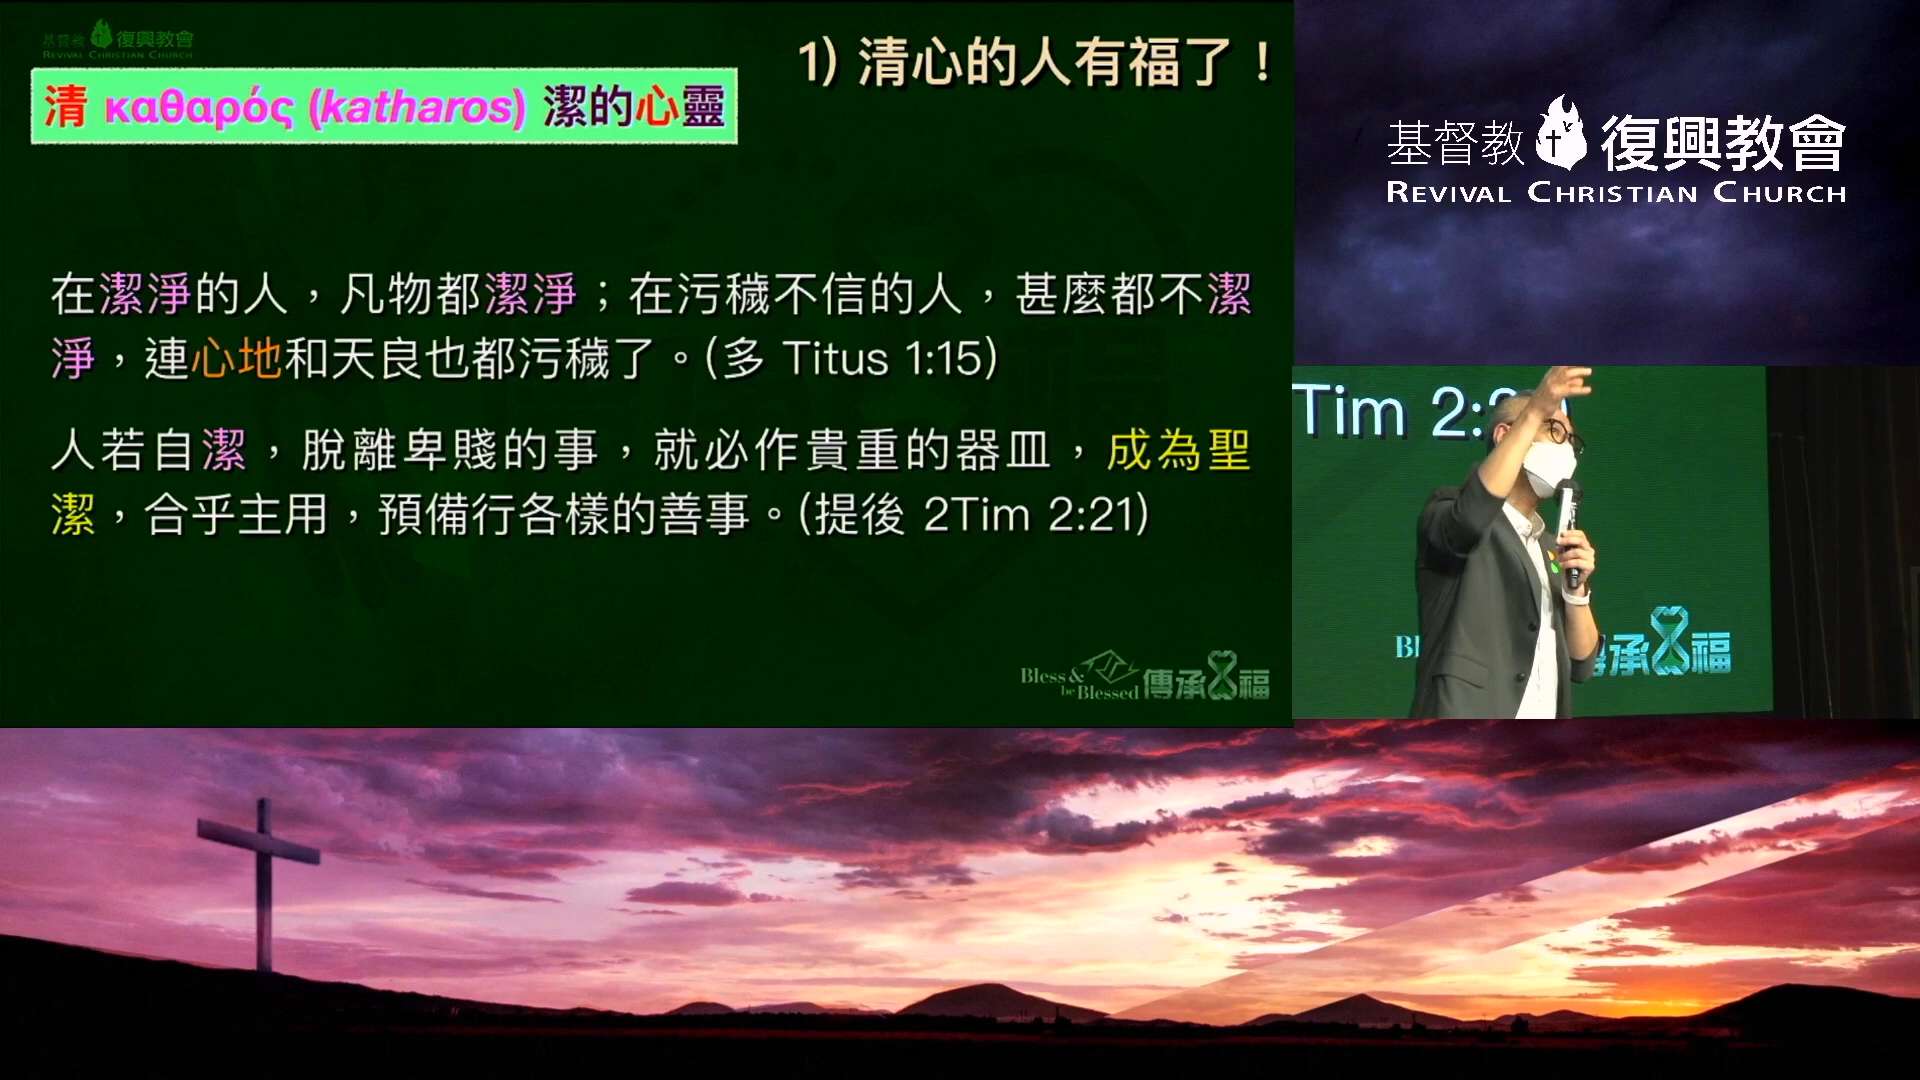 基督教 復興教會
REVIVAL CHRISTIAN CHURCH
1) 清心的人有福了！
清 καθαρός (katharos) 潔的心靈
在潔淨的人，凡物都潔淨；在污穢不信的人，甚麼都不潔
淨，連心地和天良也都污穢了。(多 Titus 1:15)
人若自潔，脫離卑賤的事，就必作貴重的器皿，成為聖
潔，合乎主用，預備行各樣的善事。(提後 2Tim 2:21)
Bless &
be Blessed 傳承8福
基督教 復興教會
REVIVAL CHRISTIAN CHURCH
Tim 2:
Bl 傳承8福